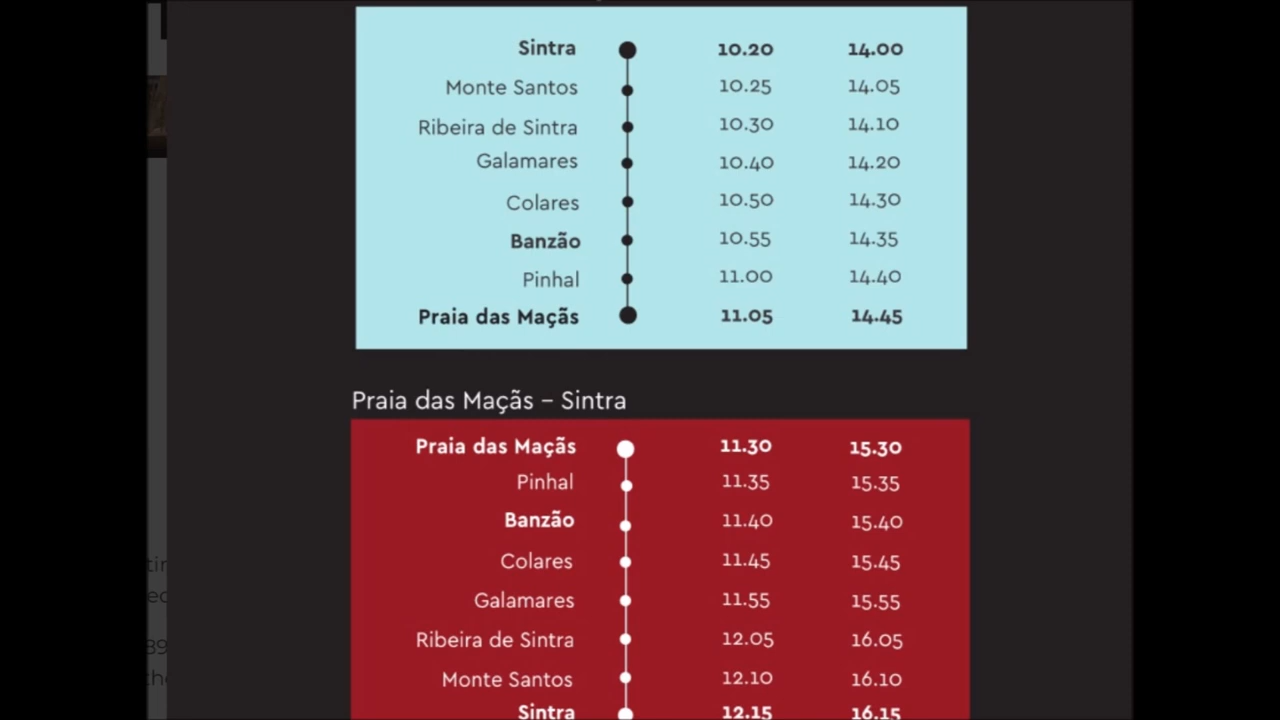 Sintra 10.20 14.00
Monte Santos 10.25 14.05
Ribeira de Sintra 10.30 14.10
Galamares 10.40 14.20
Colares 10.50 14.30
Banzão 10.55 14.35
Pinhal 11.00 14.40
Praia das Maçãs 11.05 14.45
Praia das Maçãs – Sintra
Praia das Maçãs 11.30 15.30
Pinhal 11.35 15.35
Banzão 11.40 15.40
Colares 11.45 15.45
Galamares 11.55 15.55
Ribeira de Sintra 12.05 16.05
Monte Santos 12.10 16.10
Sintra 12.15 16.15